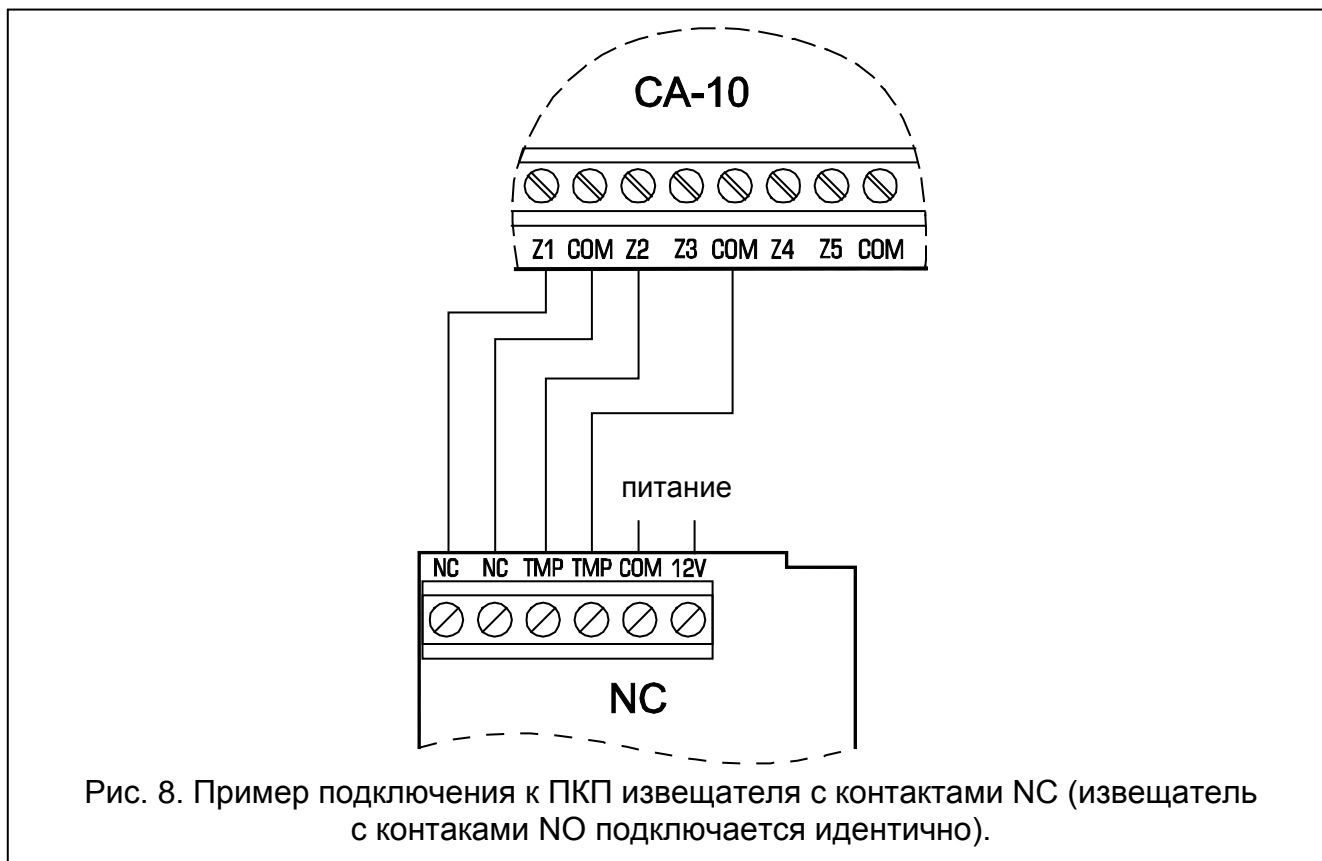 CA-10
Z1 COM Z2 Z3 COM Z4 Z5 COM
питание
NC NC TMP TMP COM 12V
NC
Рис. 8. Пример подключения к ПКП извещателя с контактами NC (извещатель
с контаками NO подключается идентично).